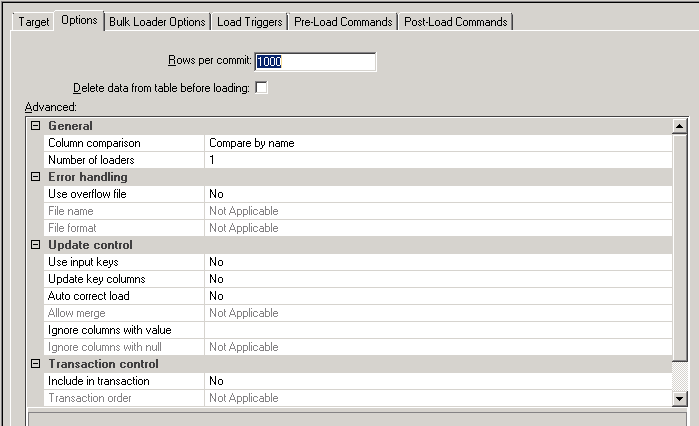 Target Options Bulk Loader Options Load Triggers Pre-Load Commands Post-Load Commands
Rows per commit: 1000
Delete data from table before loading:
Advanced:
General
Column comparison Compare by name
Number of loaders 1
Error handling
Use overflow file No
File name Not Applicable
File format Not Applicable
Update control
Use input keys No
Update key columns No
Auto correct load No
Allow merge Not Applicable
Ignore columns with value
Ignore columns with null Not Applicable
Transaction control
Include in transaction No
Transaction order Not Applicable